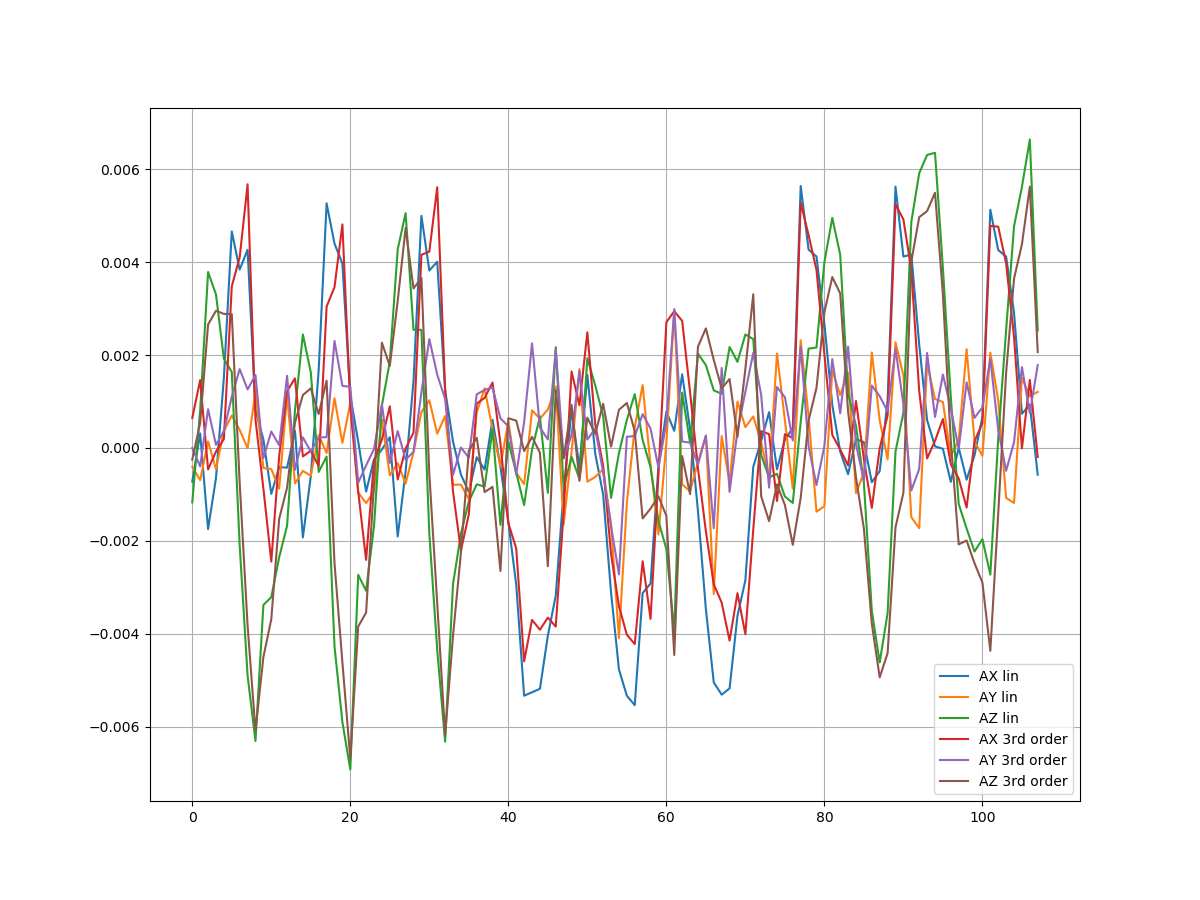 0.006
0.004
0.002
0.000
−0.002
−0.004
−0.006
0 20 40 60 80 100
AX lin
AY lin
AZ lin
AX 3rd order
AY 3rd order
AZ 3rd order